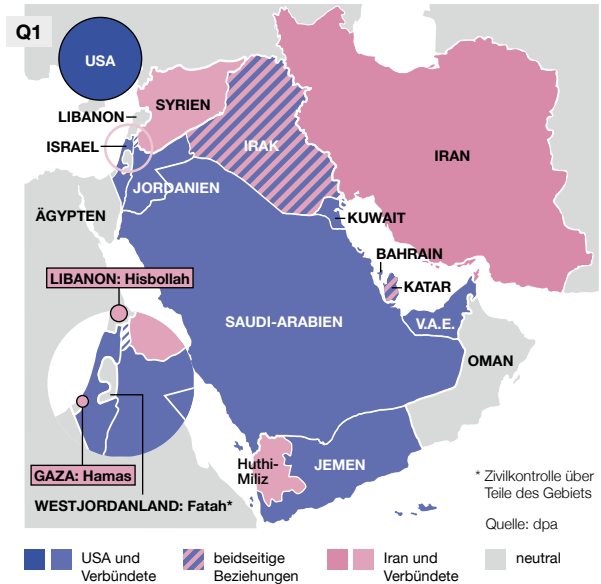 Q1
USA
LIBANON
ISRAEL
SYRIEN
IRAK
IRAN
JORDANIEN
ÄGYPTEN
KUWAIT
BAHRAIN
KATAR
LIBANON: Hisbollah
SAUDI-ARABIEN
V.A.E.
OMAN
Huthi-
Miliz
JEMEN
GAZA: Hamas
WESTJORDANLAND: Fatah*
* Zivilkontrolle über
Teile des Gebiets
Quelle: dpa
USA und
Verbündete
beidseitige
Beziehungen
Iran und
Verbündete
neutral